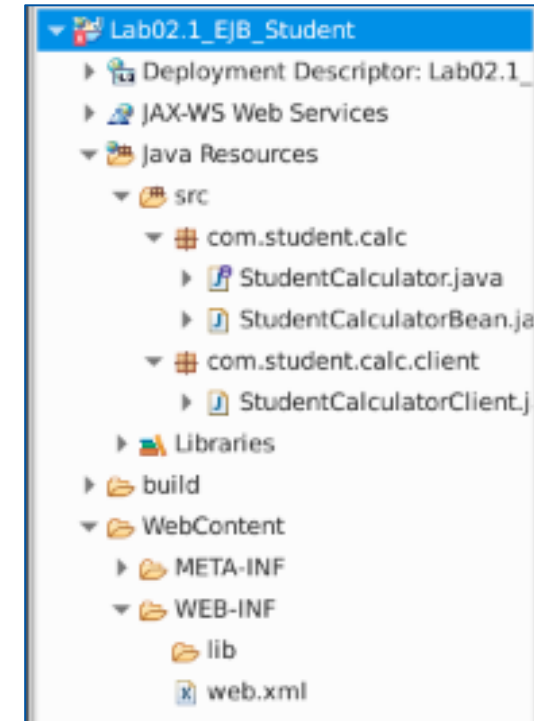 Lab02.1_EJB_Student
Deployment Descriptor: Lab02.1_
JAX-WS Web Services
Java Resources
src
com.student.calc
StudentCalculator.java
StudentCalculatorBean.ja
com.student.calc.client
StudentCalculatorClient.j
Libraries
build
WebContent
META-INF
WEB-INF
lib
web.xml